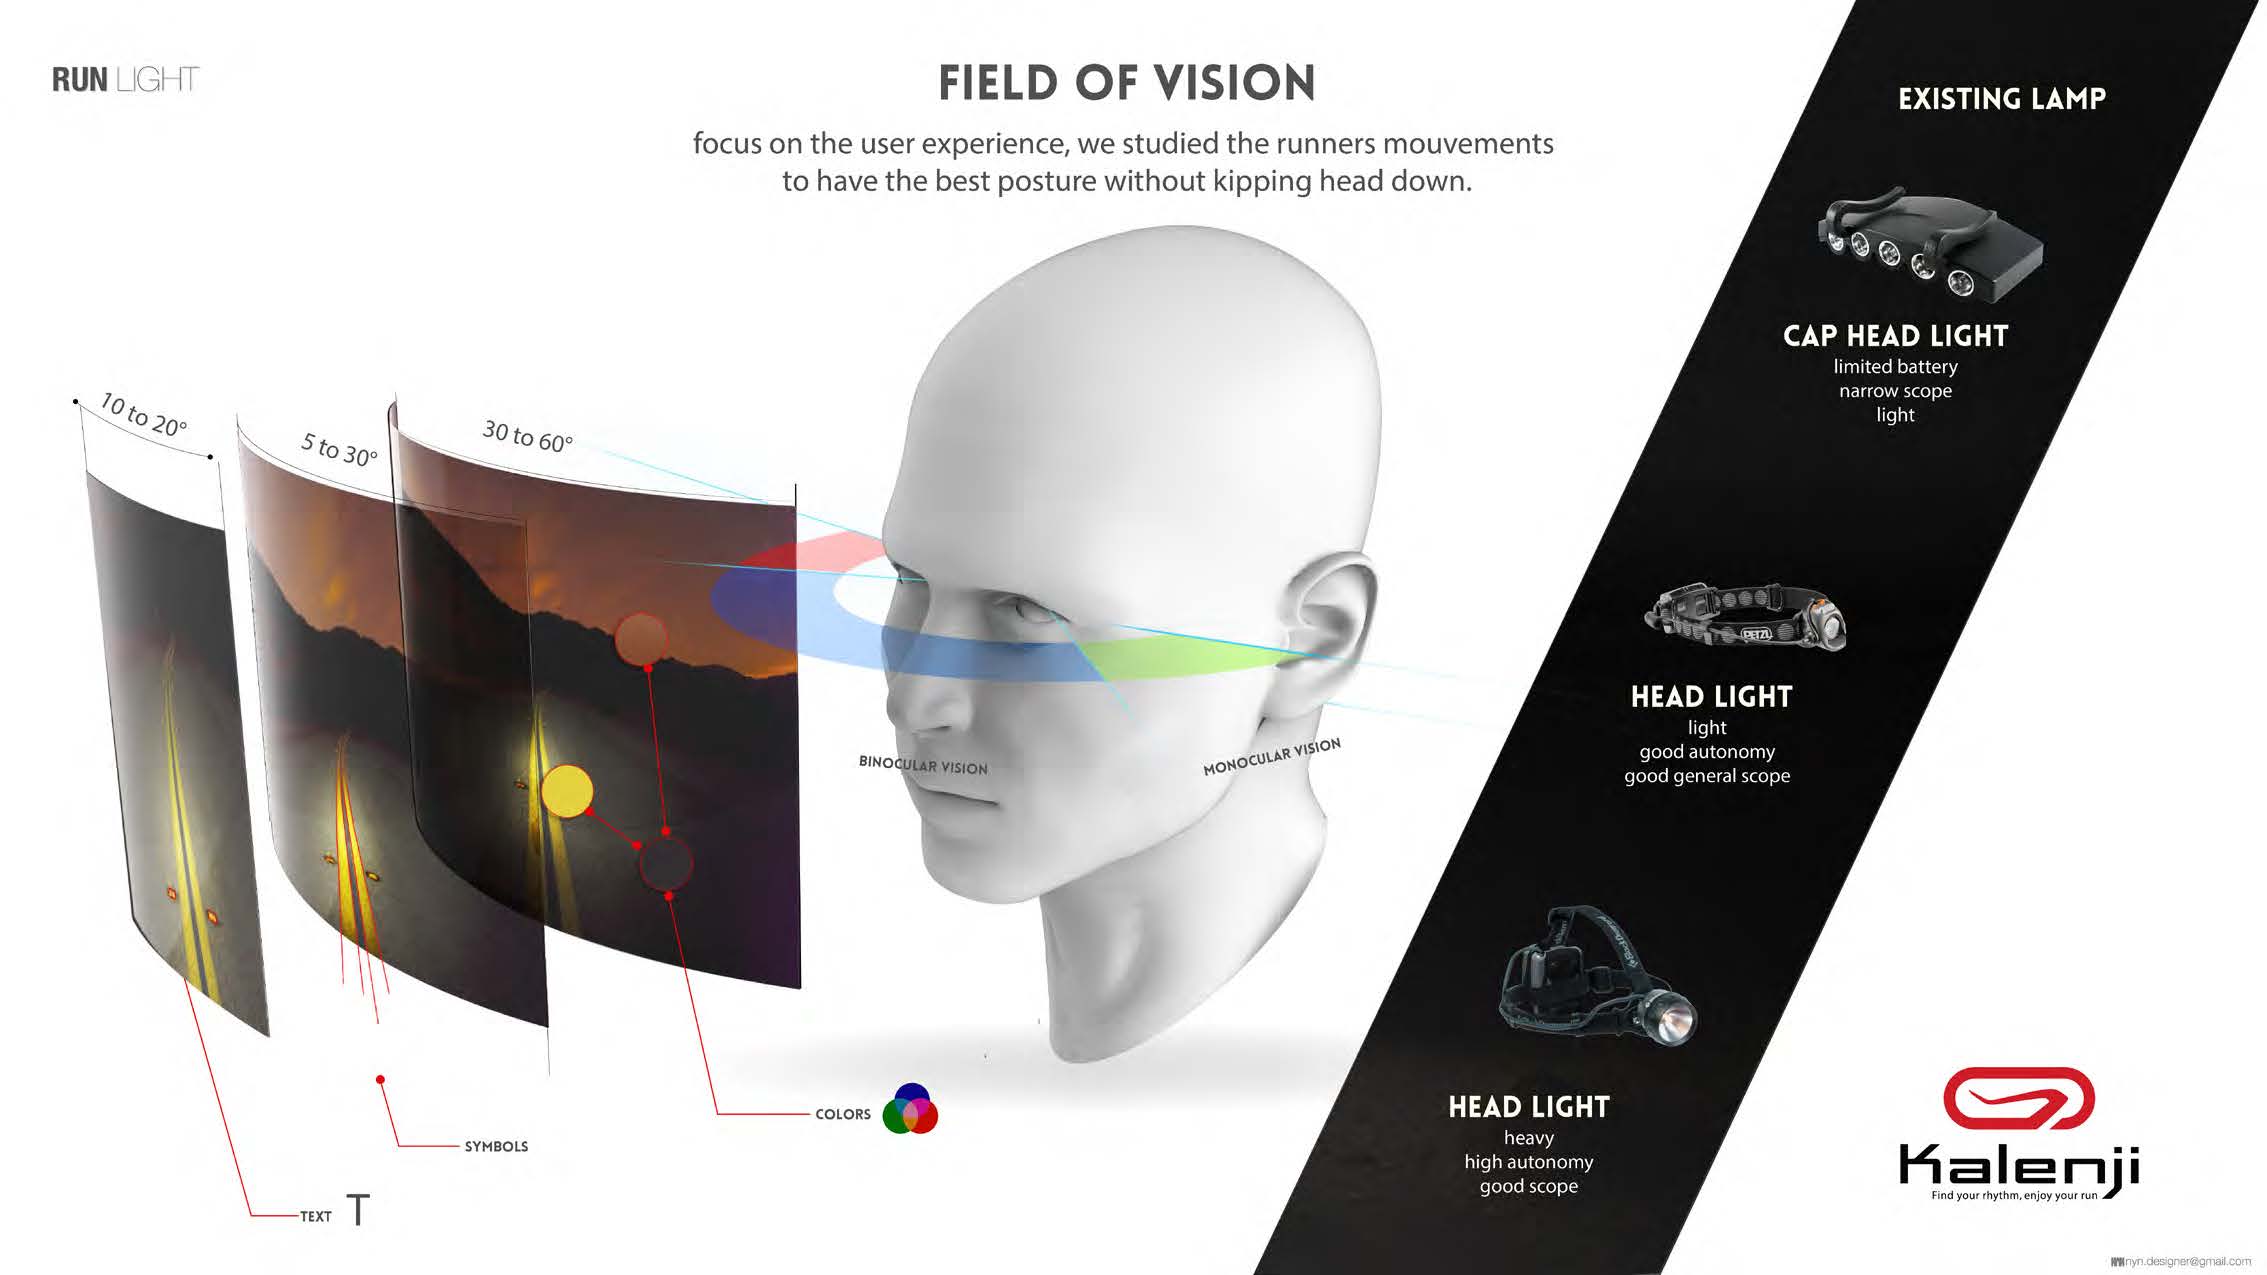 RUN LIGHT
FIELD OF VISION
focus on the user experience, we studied the runners mouvements
to have the best posture without kipping head down.
10 to 20°
5 to 30°
30 to 60°
BINOCULAR VISION
MONOCULAR VISION
COLORS
SYMBOLS
TEXT T
EXISTING LAMP
CAP HEAD LIGHT
limited battery
narrow scope
light
PETZL
HEAD LIGHT
light
good autonomy
good general scope
Black Diamond
HEAD LIGHT
heavy
high autonomy
good scope
Kalenji
Find your rhythm, enjoy your run
nyn.designer@gmail.com